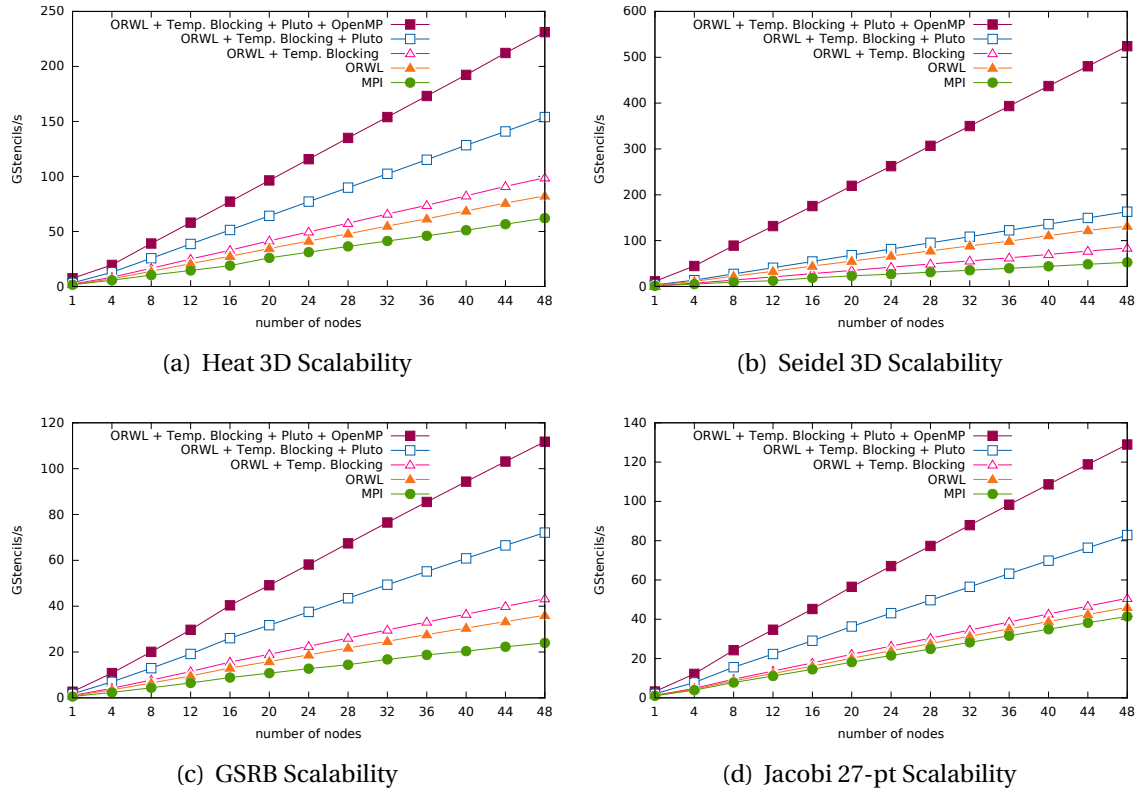 ORWL + Temp. Blocking + Pluto + OpenMP
ORWL + Temp. Blocking + Pluto
ORWL + Temp. Blocking
ORWL
MPI
GStencils/s
250
200
150
100
50
0
1 4 8 12 16 20 24 28 32 36 40 44 48
number of nodes
(a) Heat 3D Scalability
ORWL + Temp. Blocking + Pluto + OpenMP
ORWL + Temp. Blocking + Pluto
ORWL + Temp. Blocking
ORWL
MPI
GStencils/s
600
500
400
300
200
100
0
1 4 8 12 16 20 24 28 32 36 40 44 48
number of nodes
(b) Seidel 3D Scalability
ORWL + Temp. Blocking + Pluto + OpenMP
ORWL + Temp. Blocking + Pluto
ORWL + Temp. Blocking
ORWL
MPI
GStencils/s
120
100
80
60
40
20
0
1 4 8 12 16 20 24 28 32 36 40 44 48
number of nodes
(c) GSRB Scalability
ORWL + Temp. Blocking + Pluto + OpenMP
ORWL + Temp. Blocking + Pluto
ORWL + Temp. Blocking
ORWL
MPI
GStencils/s
140
120
100
80
60
40
20
0
1 4 8 12 16 20 24 28 32 36 40 44 48
number of nodes
(d) Jacobi 27-pt Scalability